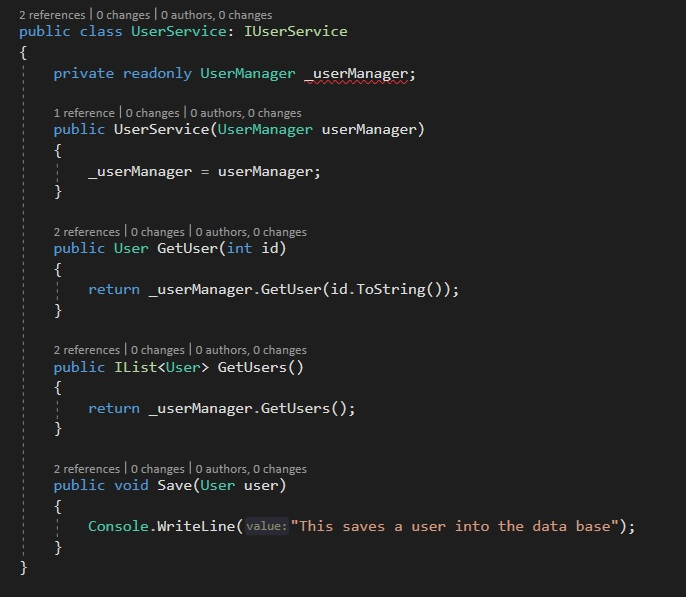 2 references | 0 changes | 0 authors, 0 changes
public class UserService: IUserService
{
private readonly UserManager _userManager;
1 reference | 0 changes | 0 authors, 0 changes
public UserService(UserManager userManager)
{
_userManager = userManager;
}
2 references | 0 changes | 0 authors, 0 changes
public User GetUser(int id)
{
return _userManager.GetUser(id.ToString());
}
2 references | 0 changes | 0 authors, 0 changes
public IList<User> GetUsers()
{
return _userManager.GetUsers();
}
2 references | 0 changes | 0 authors, 0 changes
public void Save(User user)
{
Console.WriteLine(value:"This saves a user into the data base");
}
}